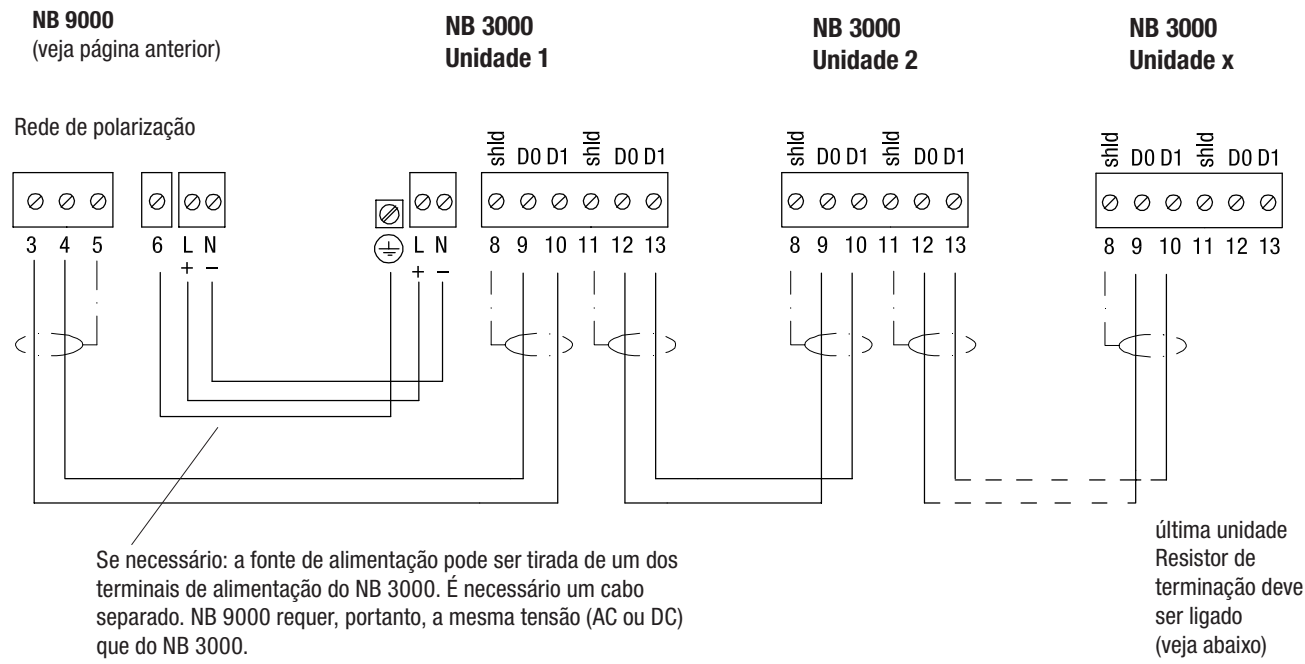 NB 9000
(veja página anterior)
NB 3000
Unidade 1
NB 3000
Unidade 2
NB 3000
Unidade x
Rede de polarização
shld D0 D1 shld D0 D1
shld D0 D1 shld D0 D1
shld D0 D1 shld D0 D1
3 4 5 6 L N
+ –
L N 8 9 10 11 12 13
+ –
8 9 10 11 12 13
8 9 10 11 12 13
Se necessário: a fonte de alimentação pode ser tirada de um dos
terminais de alimentação do NB 3000. É necessário um cabo
separado. NB 9000 requer, portanto, a mesma tensão (AC ou DC)
que do NB 3000.
última unidade
Resistor de
terminação deve
ser ligado
(veja abaixo)